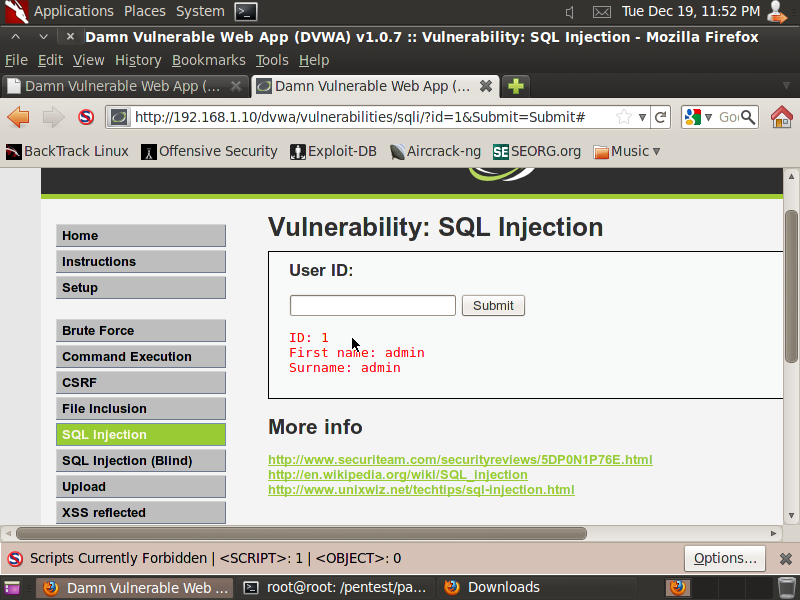 Applications Places System Tue Dec 19, 11:52 PM
Damn Vulnerable Web App (DVWA) v1.0.7 :: Vulnerability: SQL Injection - Mozilla Firefox
File Edit View History Bookmarks Tools Help
Damn Vulnerable Web App (... Damn Vulnerable Web App (...
http://192.168.1.10/dvwa/vulnerabilities/sqli/?id=1&Submit=Submit# Goo
BackTrack Linux Offensive Security Exploit-DB Aircrack-ng SEORG.org Music
Vulnerability: SQL Injection
Home
Instructions
Setup
Brute Force
Command Execution
CSRF
File Inclusion
SQL Injection
SQL Injection (Blind)
Upload
XSS reflected
User ID:
Submit
ID: 1
First name: admin
Surname: admin
More info
http://www.securiteam.com/securityreviews/5DP0N1P76E.html
http://en.wikipedia.org/wiki/SQL_injection
http://www.unixwiz.net/techtips/sql-injection.html
Scripts Currently Forbidden | <SCRIPT>: 1 | <OBJECT>: 0 Options...
Damn Vulnerable Web ... root@root: /pentest/pa... Downloads